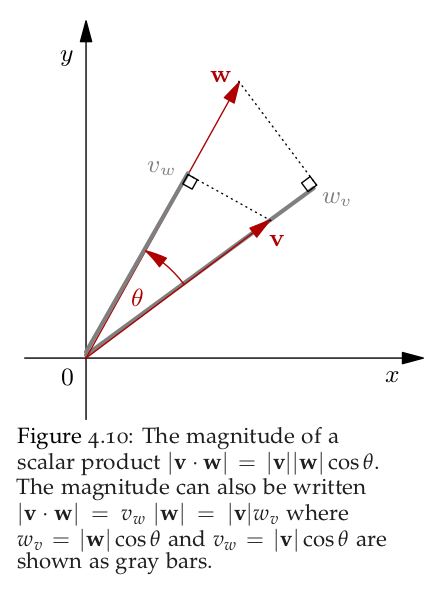 y
w
v_w
w_v
v
θ
0
x
Figure 4.10: The magnitude of a
scalar product |v · w| = |v||w| cos θ.
The magnitude can also be written
|v · w| = v_w |w| = |v|w_v where
w_v = |w| cos θ and v_w = |v| cos θ are
shown as gray bars.